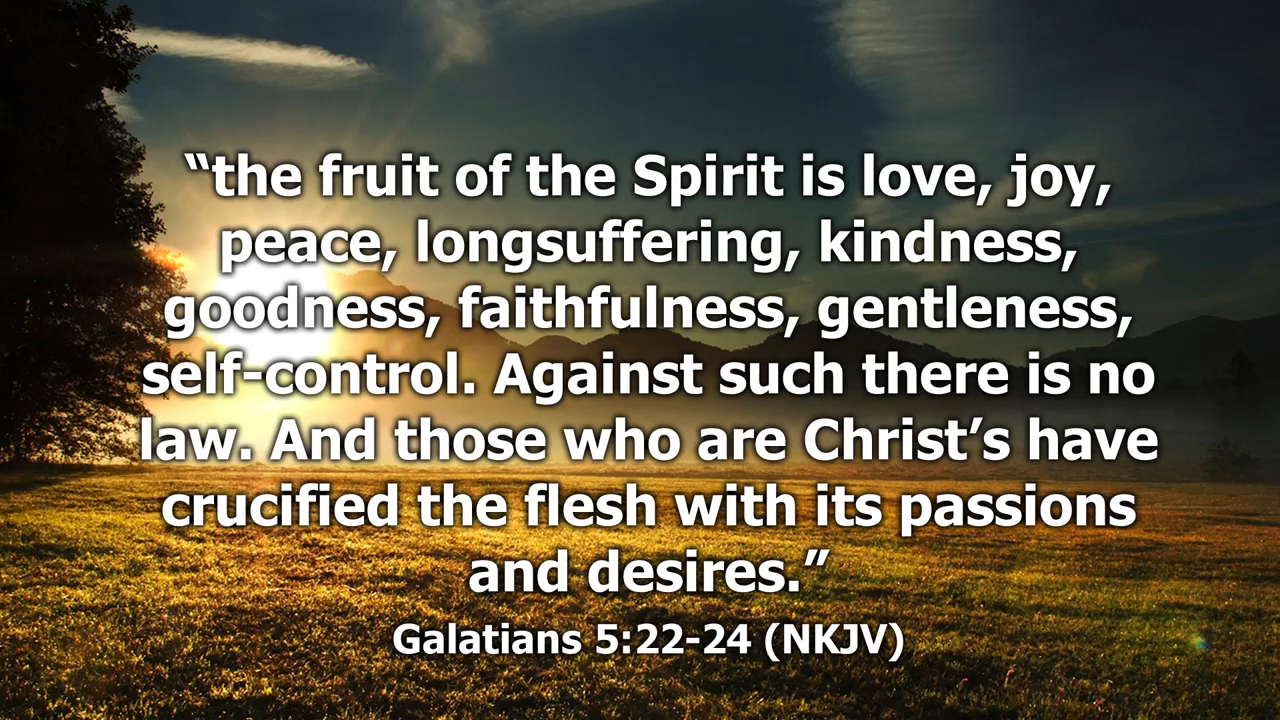 “the fruit of the Spirit is love, joy,
peace, longsuffering, kindness,
goodness, faithfulness, gentleness,
self-control. Against such there is no
law. And those who are Christ’s have
crucified the flesh with its passions
and desires.”
Galatians 5:22-24 (NKJV)